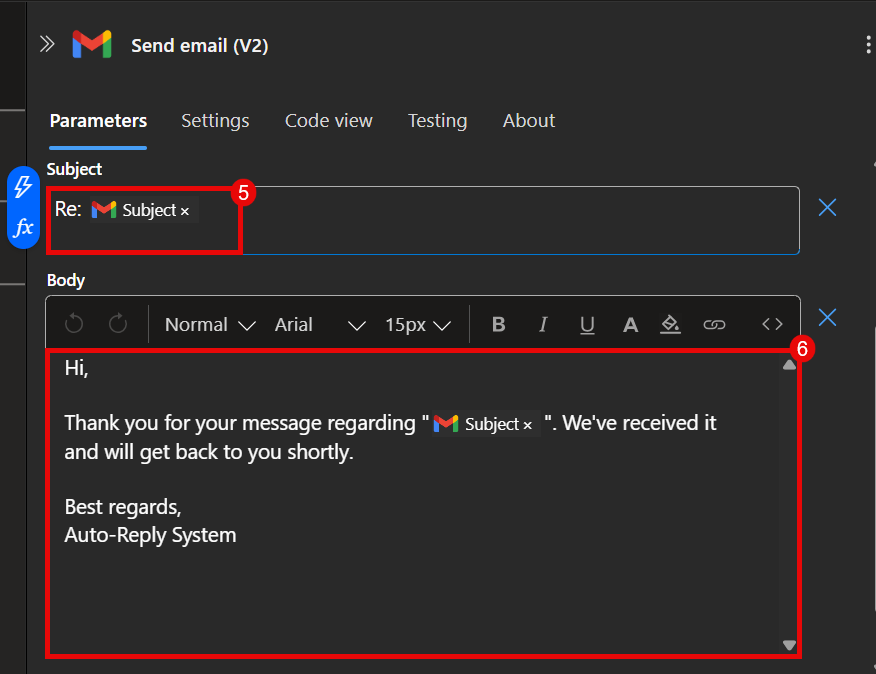 Send email (V2)
Parameters Settings Code view Testing About
Subject
5
Re: Subject ×
fx
Body
Normal Arial 15px B I U A <>
6
Hi,
Thank you for your message regarding " Subject × ". We've received it
and will get back to you shortly.
Best regards,
Auto-Reply System